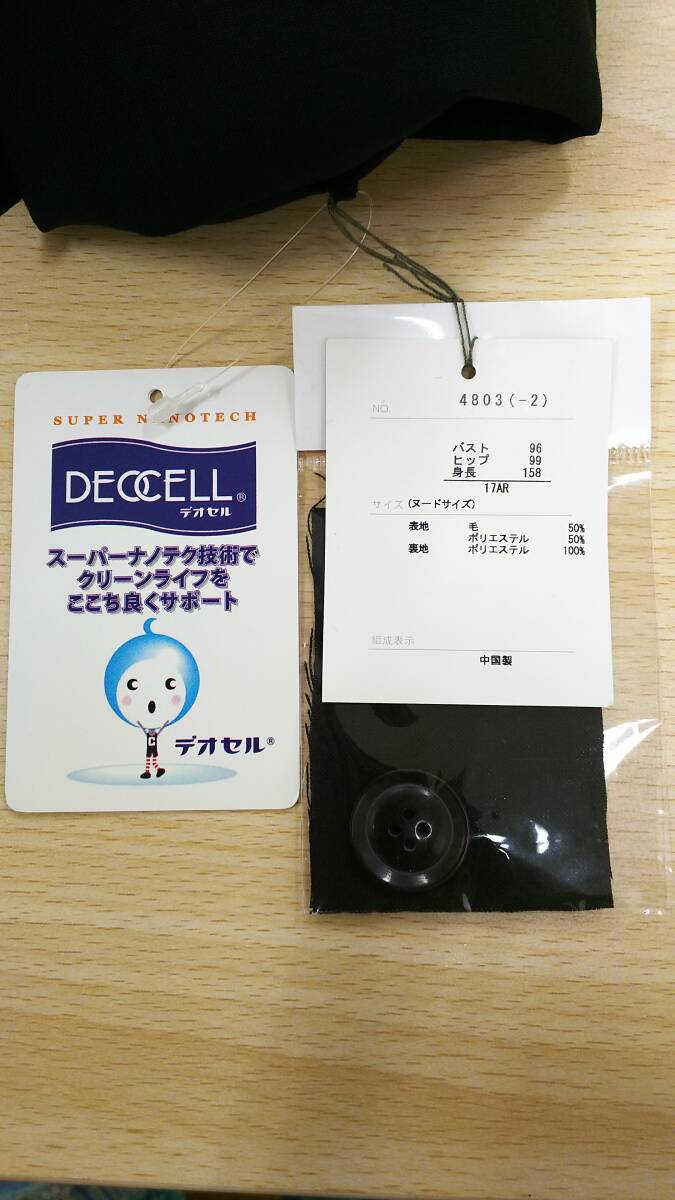 SUPER NANOTECH
DEOCELL®
デオセル
スーパーナノテク技術で
クリーンライフを
ここち良くサポート
C
デオセル®
NO. 4803(-2)
バスト 96
ヒップ 99
身長 158
17AR
サイズ (ヌードサイズ)
表地 毛 50%
ポリエステル 50%
裏地 ポリエステル 100%
組成表示
中国製